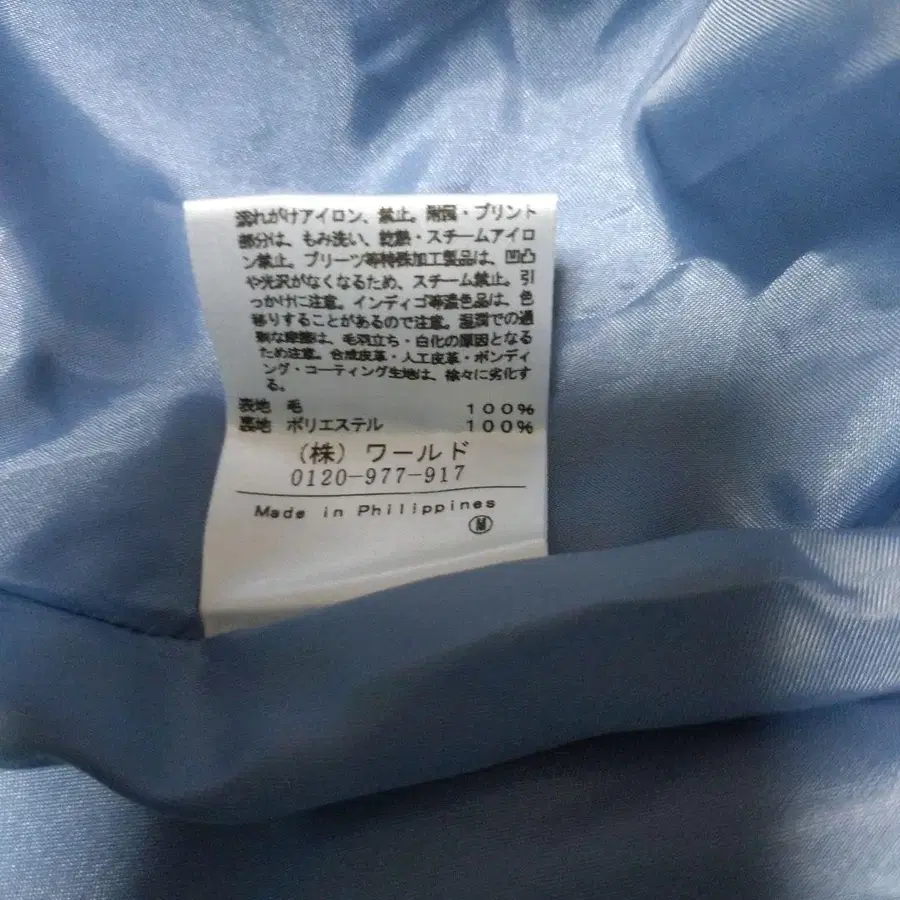 濡れがけアイロン、禁止。附属・プリント
部分は、もみ洗い、乾熱・スチームアイロ
ン禁止。プリーツ等特殊加工製品は、凹凸
や光沢がなくなるため、スチーム禁止。引
っかけに注意。インディゴ等濃色品は、色
移りすることがあるので注意。湿潤での過
剰な摩擦は、毛羽立ち・白化の原因となる
ため注意。合成皮革・人工皮革・ボンディ
ング・コーティング生地は、徐々に劣化す
る。
表地 毛 100%
裏地 ポリエステル 100%
(株)ワールド
0120-977-917
Made in Philippines
Ⓜ